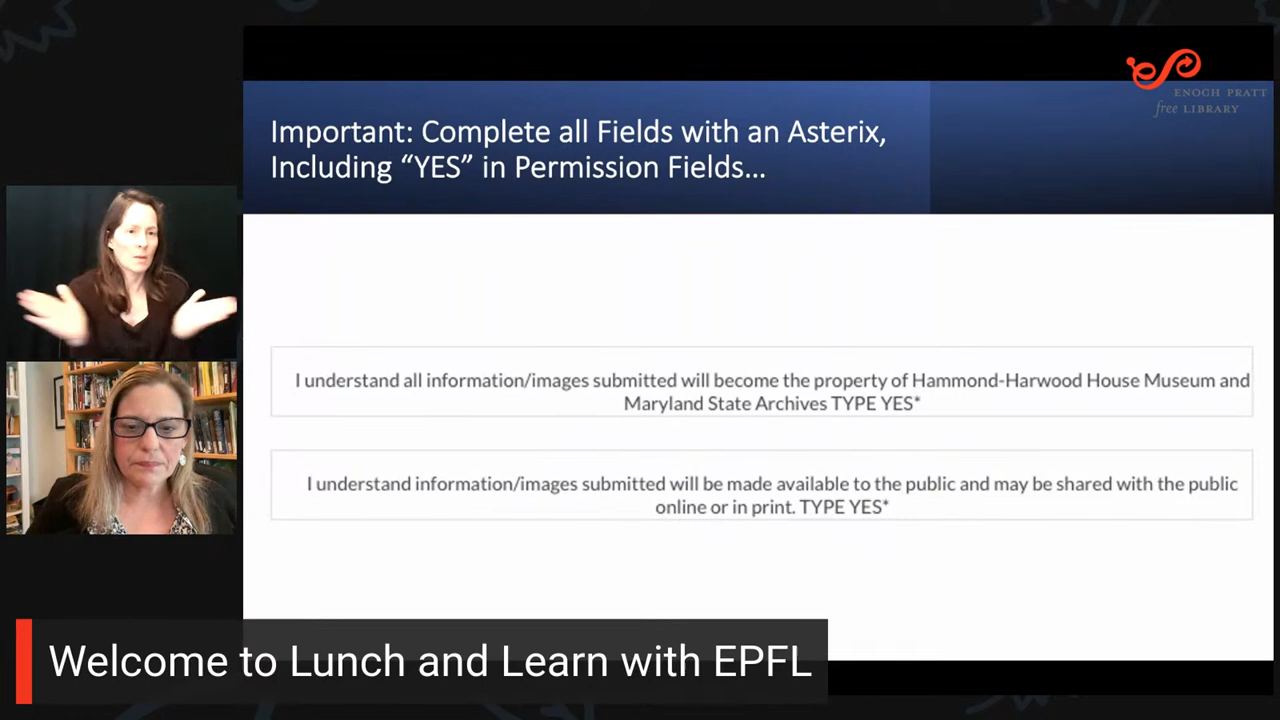 ENOCH PRATT
free LIBRARY
Important: Complete all Fields with an Asterix,
Including “YES” in Permission Fields...
I understand all information/images submitted will become the property of Hammond-Harwood House Museum and
Maryland State Archives TYPE YES*
I understand information/images submitted will be made available to the public and may be shared with the public
online or in print. TYPE YES*
Welcome to Lunch and Learn with EPFL